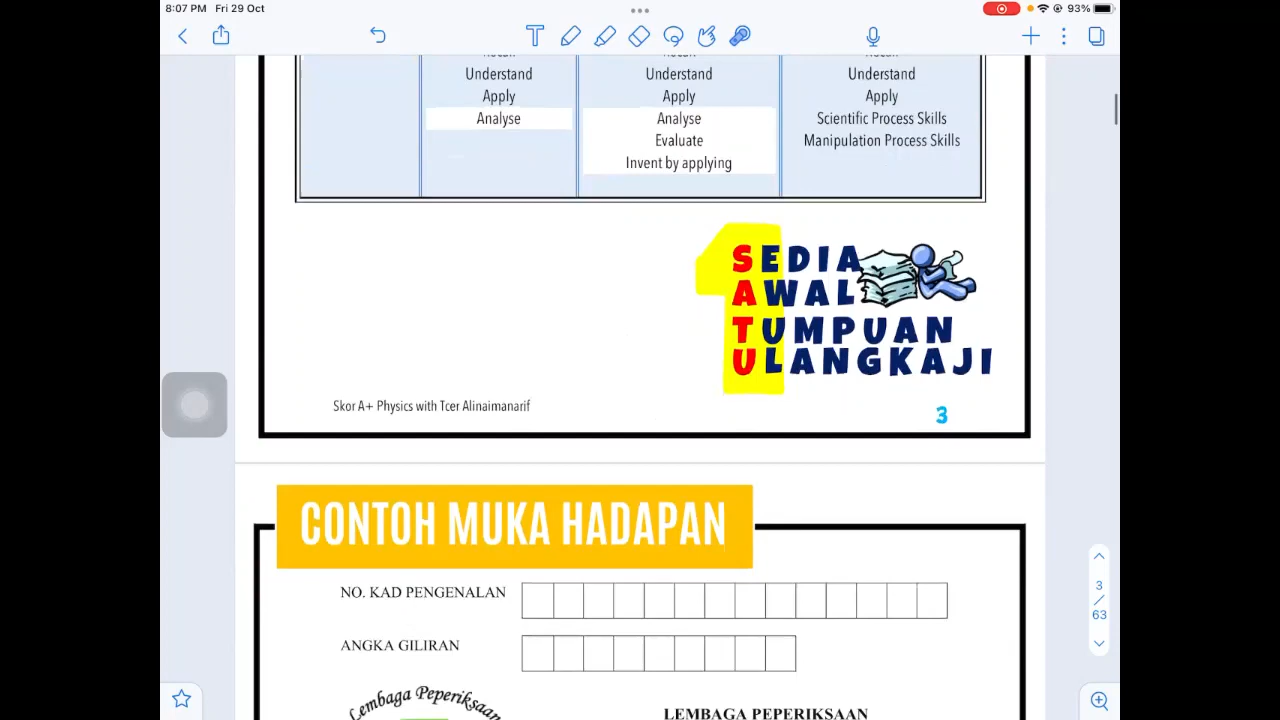 8:07 PM Fri 29 Oct
93%
Understand
Apply
Analyse
Understand
Apply
Analyse
Evaluate
Invent by applying
Understand
Apply
Scientific Process Skills
Manipulation Process Skills
SEDIA
AWAL
TUMPUAN
ULANGKAJI
Skor A+ Physics with Tcer Alinaimanarif
3
CONTOH MUKA HADAPAN
NO. KAD PENGENALAN
ANGKA GILIRAN
Lembaga Peperiksaan
LEMBAGA PEPERIKSAAN
3
/
63